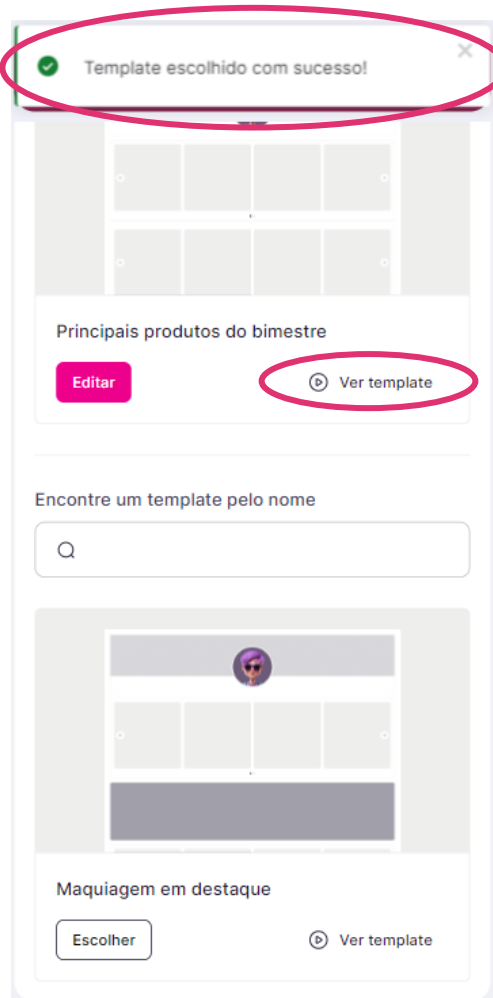 Template escolhido com sucesso!
Principais produtos do bimestre
Editar
Ver template
Encontre um template pelo nome
Maquiagem em destaque
Escolher
Ver template